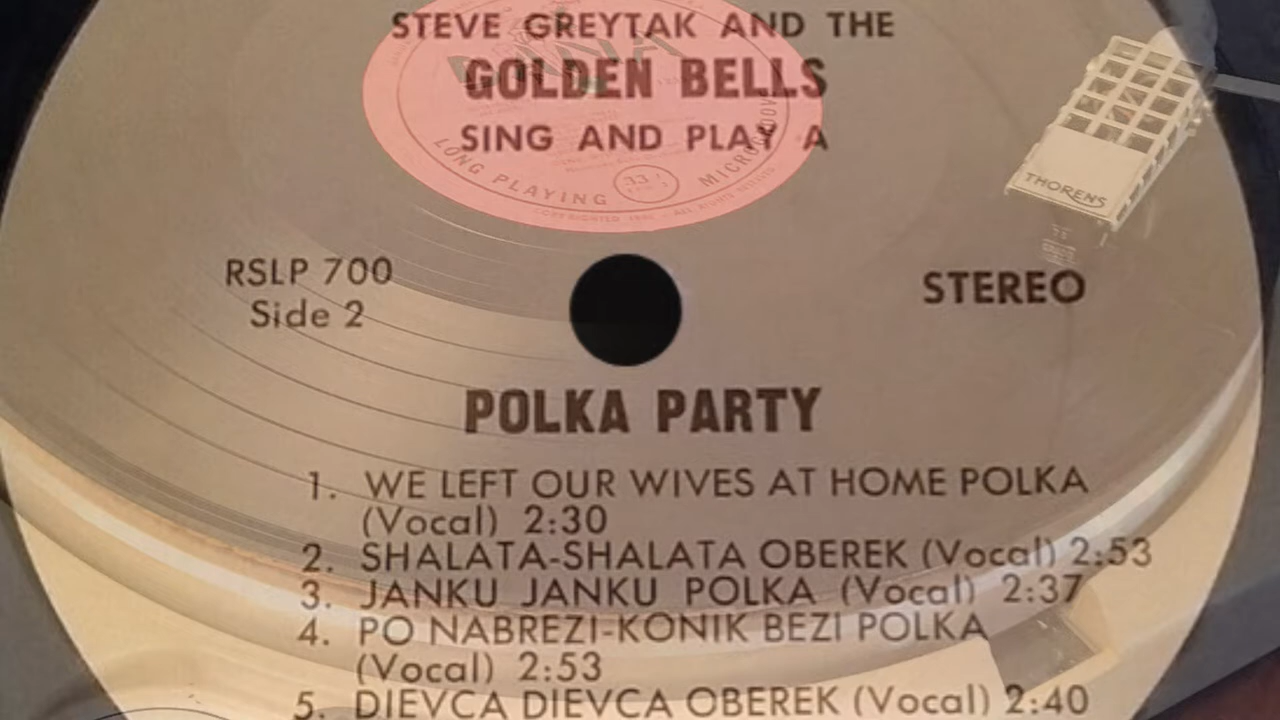 STEVE GREYTAK AND THE
GOLDEN BELLS
SING AND PLAY A
LONG PLAYING
33
MICROGROOVE
THORENS
RSLP 700
Side 2
STEREO
POLKA PARTY
1. WE LEFT OUR WIVES AT HOME POLKA
(Vocal) 2:30
2. SHALATA-SHALATA OBEREK (Vocal) 2:53
3. JANKU JANKU POLKA (Vocal) 2:37
4. PO NABREZI-KONIK BEZI POLKA
(Vocal) 2:53
5. DIEVCA DIEVCA OBEREK (Vocal) 2:40